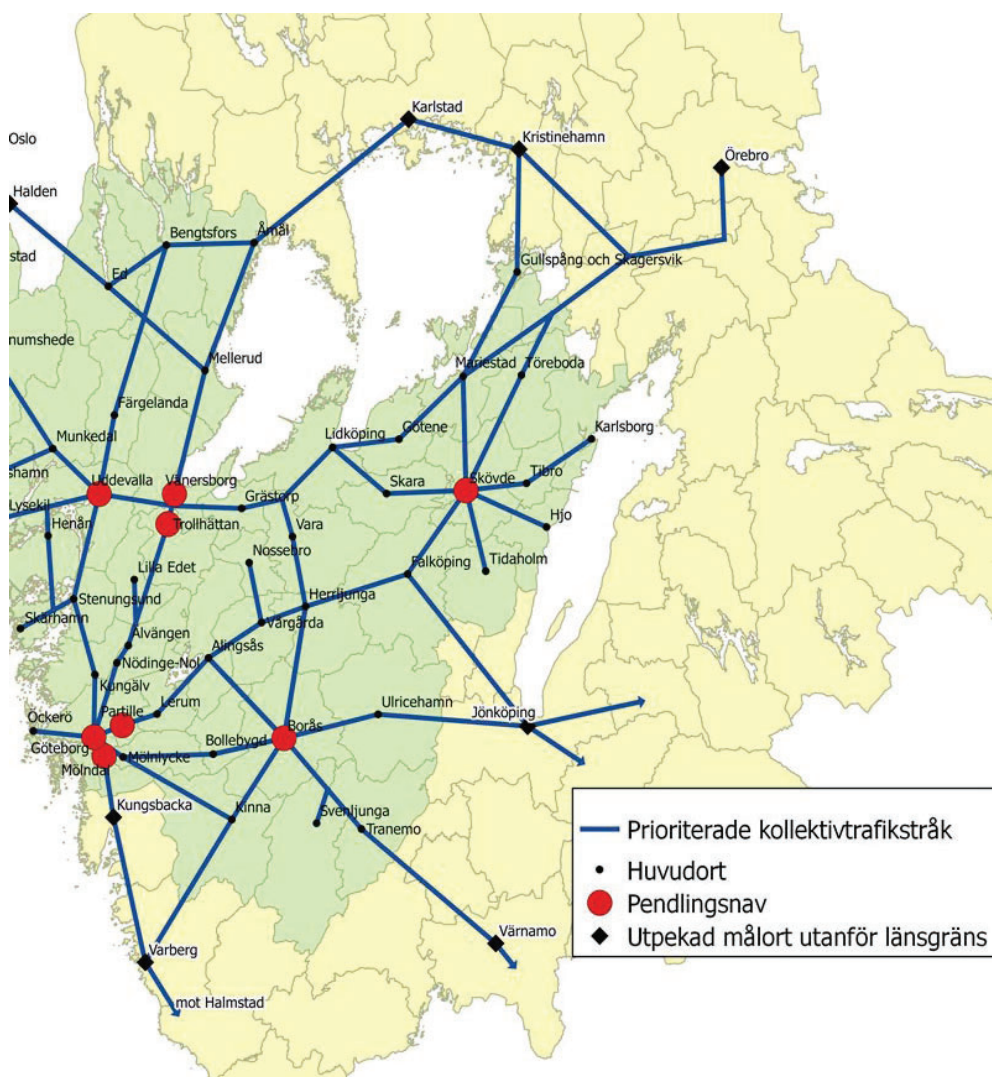 Karlstad
Kristinehamn
Oslo
Örebro
Halden
Bengtsfors
Åmål
stad
Gullspång och Skagersvik
Ed
numshede
Mellerud
Mariestad
Töreboda
Färgelanda
Munkedal
Lidköping
Götene
Karlsborg
shamn
Uddevalla
Vänersborg
Skara
Skövde
Tibro
Lysekil
Grästorp
Henån
Trollhättan
Vara
Hjo
Nossebro
Lilla Edet
Falköping
Tidaholm
Stenungsund
Herrljunga
Skärhamn
Vårgårda
Älvängen
Alingsås
Nödinge-Nol
Kungälv
Lerum
Ulricehamn
Partille
Jönköping
Öckerö
Göteborg
Bollebygd
Borås
Mölnlycke
Mölndal
Kungsbacka
Kinna
Svenljunga
Tranemo
Värnamo
Varberg
mot Halmstad
Prioriterade kollektivtrafikstråk
Huvudort
Pendlingsnav
Utpekad målort utanför länsgräns